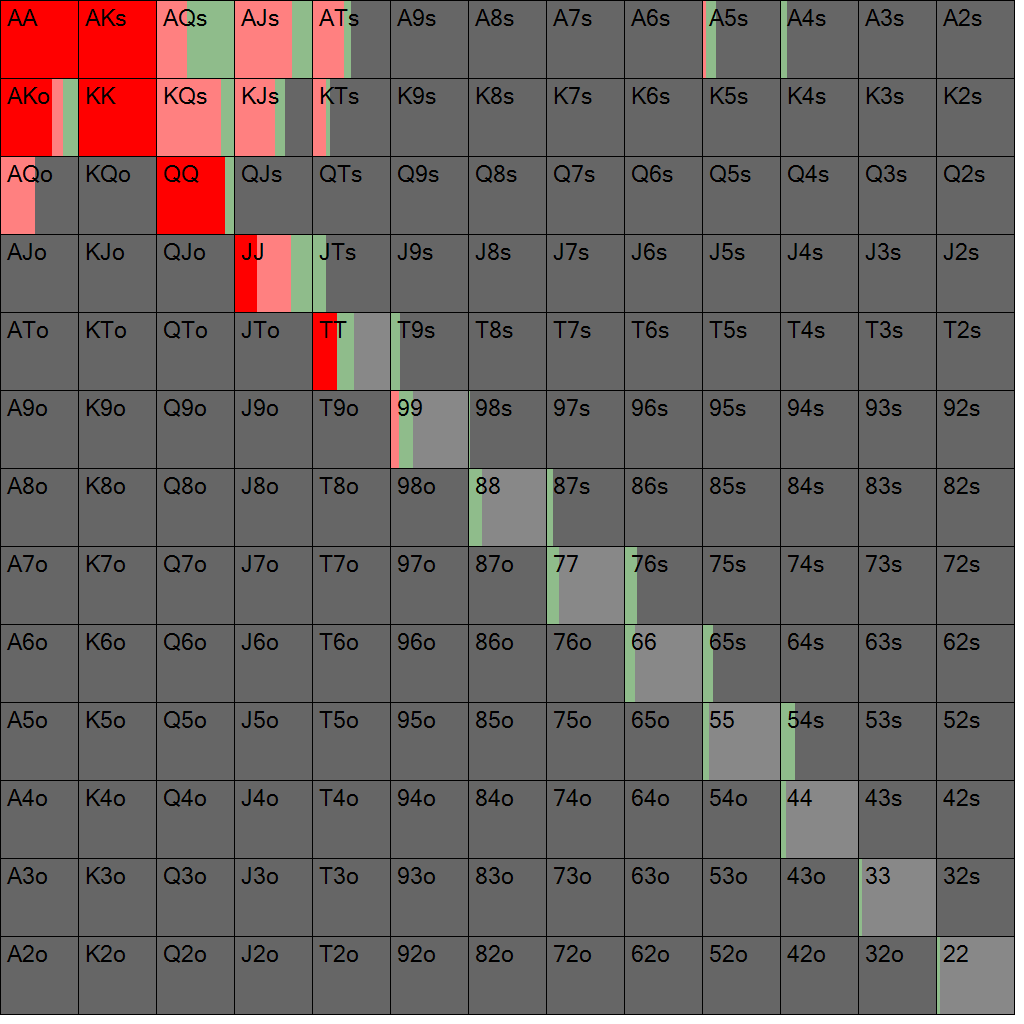 AA AKs AQs AJs ATs A9s A8s A7s A6s A5s A4s A3s A2s
AKo KK KQs KJs KTs K9s K8s K7s K6s K5s K4s K3s K2s
AQo KQo QQ QJs QTs Q9s Q8s Q7s Q6s Q5s Q4s Q3s Q2s
AJo KJo QJo JJ JTs J9s J8s J7s J6s J5s J4s J3s J2s
ATo KTo QTo JTo TT T9s T8s T7s T6s T5s T4s T3s T2s
A9o K9o Q9o J9o T9o 99 98s 97s 96s 95s 94s 93s 92s
A8o K8o Q8o J8o T8o 98o 88 87s 86s 85s 84s 83s 82s
A7o K7o Q7o J7o T7o 97o 87o 77 76s 75s 74s 73s 72s
A6o K6o Q6o J6o T6o 96o 86o 76o 66 65s 64s 63s 62s
A5o K5o Q5o J5o T5o 95o 85o 75o 65o 55 54s 53s 52s
A4o K4o Q4o J4o T4o 94o 84o 74o 64o 54o 44 43s 42s
A3o K3o Q3o J3o T3o 93o 83o 73o 63o 53o 43o 33 32s
A2o K2o Q2o J2o T2o 92o 82o 72o 62o 52o 42o 32o 22